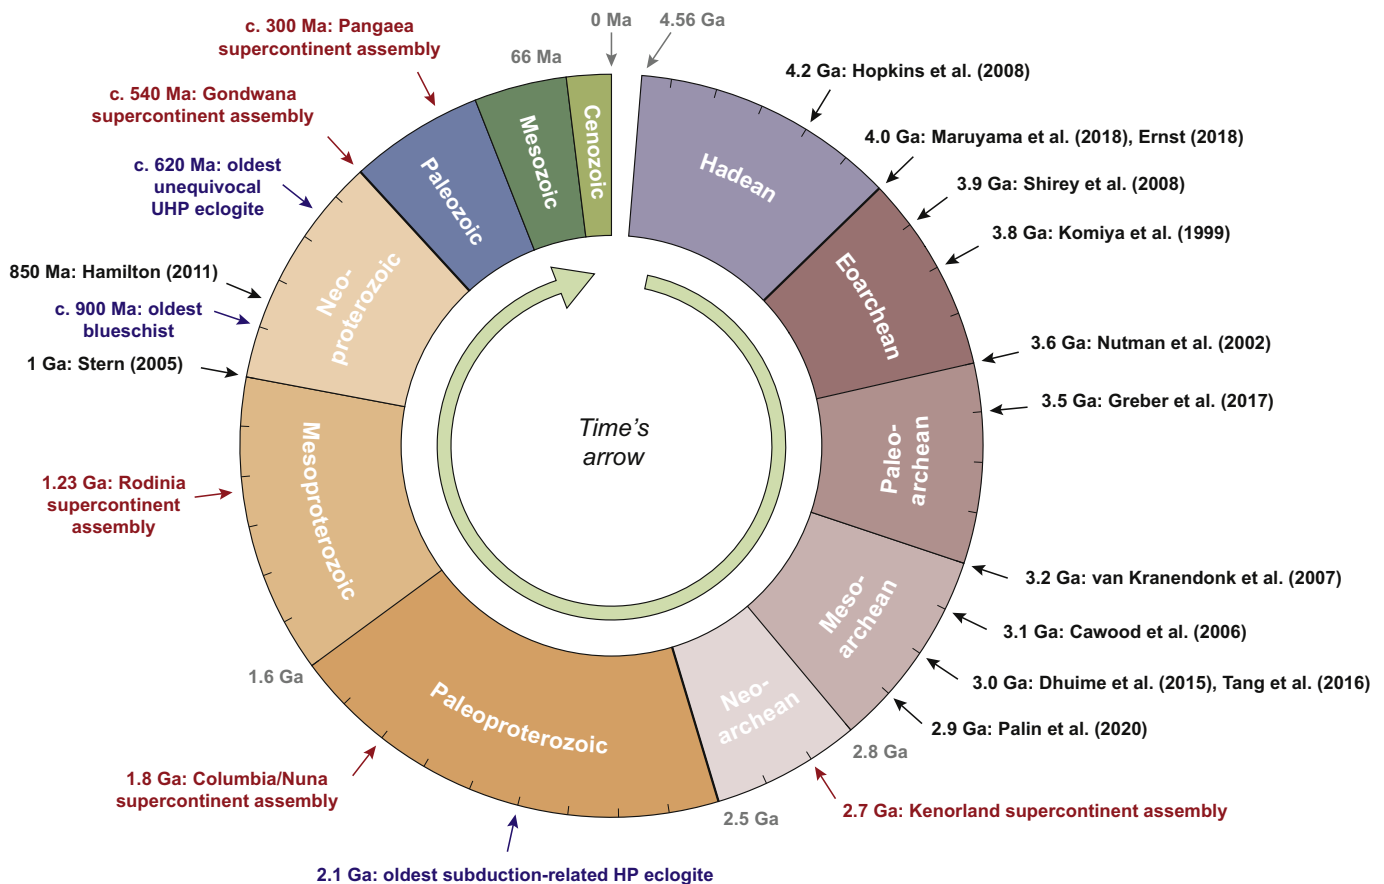 0 Ma
4.56 Ga
c. 300 Ma: Pangaea
supercontinent assembly
66 Ma
4.2 Ga: Hopkins et al. (2008)
c. 540 Ma: Gondwana
supercontinent assembly
4.0 Ga: Maruyama et al. (2018), Ernst (2018)
c. 620 Ma: oldest
unequivocal
UHP eclogite
3.9 Ga: Shirey et al. (2008)
3.8 Ga: Komiya et al. (1999)
850 Ma: Hamilton (2011)
c. 900 Ma: oldest
blueschist
1 Ga: Stern (2005)
3.6 Ga: Nutman et al. (2002)
3.5 Ga: Greber et al. (2017)
1.23 Ga: Rodinia
supercontinent
assembly
3.2 Ga: van Kranendonk et al. (2007)
3.1 Ga: Cawood et al. (2006)
3.0 Ga: Dhuime et al. (2015), Tang et al. (2016)
2.9 Ga: Palin et al. (2020)
1.6 Ga
2.8 Ga
1.8 Ga: Columbia/Nuna
supercontinent assembly
2.5 Ga
2.7 Ga: Kenorland supercontinent assembly
2.1 Ga: oldest subduction-related HP eclogite
Hadean
Eoarchean
Paleo-
archean
Meso-
archean
Neo-
archean
Paleoproterozoic
Mesoproterozoic
Neo-
proterozoic
Paleozoic
Mesozoic
Cenozoic
Time's
arrow